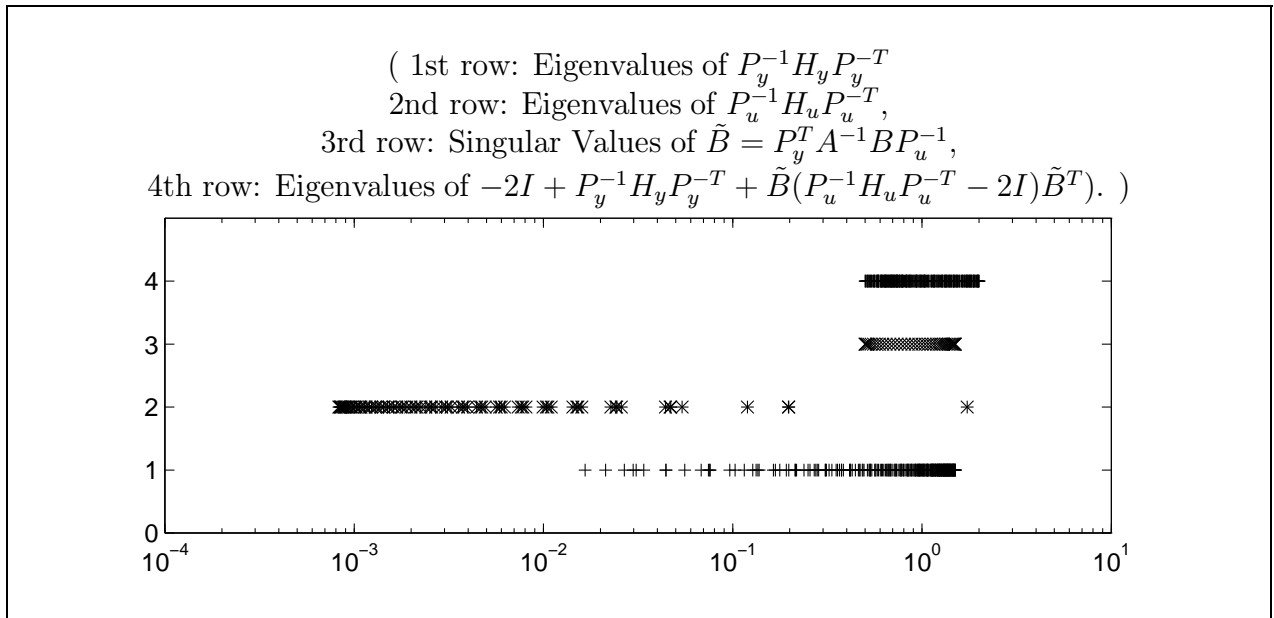 ( 1st row: Eigenvalues of $P_y^{-1}H_yP_y^{-T}$
2nd row: Eigenvalues of $P_u^{-1}H_uP_u^{-T}$,
3rd row: Singular Values of $\tilde{B} = P_y^T A^{-1}BP_u^{-1}$,
4th row: Eigenvalues of $-2I + P_y^{-1}H_yP_y^{-T} + \tilde{B}(P_u^{-1}H_uP_u^{-T} - 2I)\tilde{B}^T)$. )
4
3
2
1
0
$10^{-4}$ $10^{-3}$ $10^{-2}$ $10^{-1}$ $10^{0}$ $10^{1}$